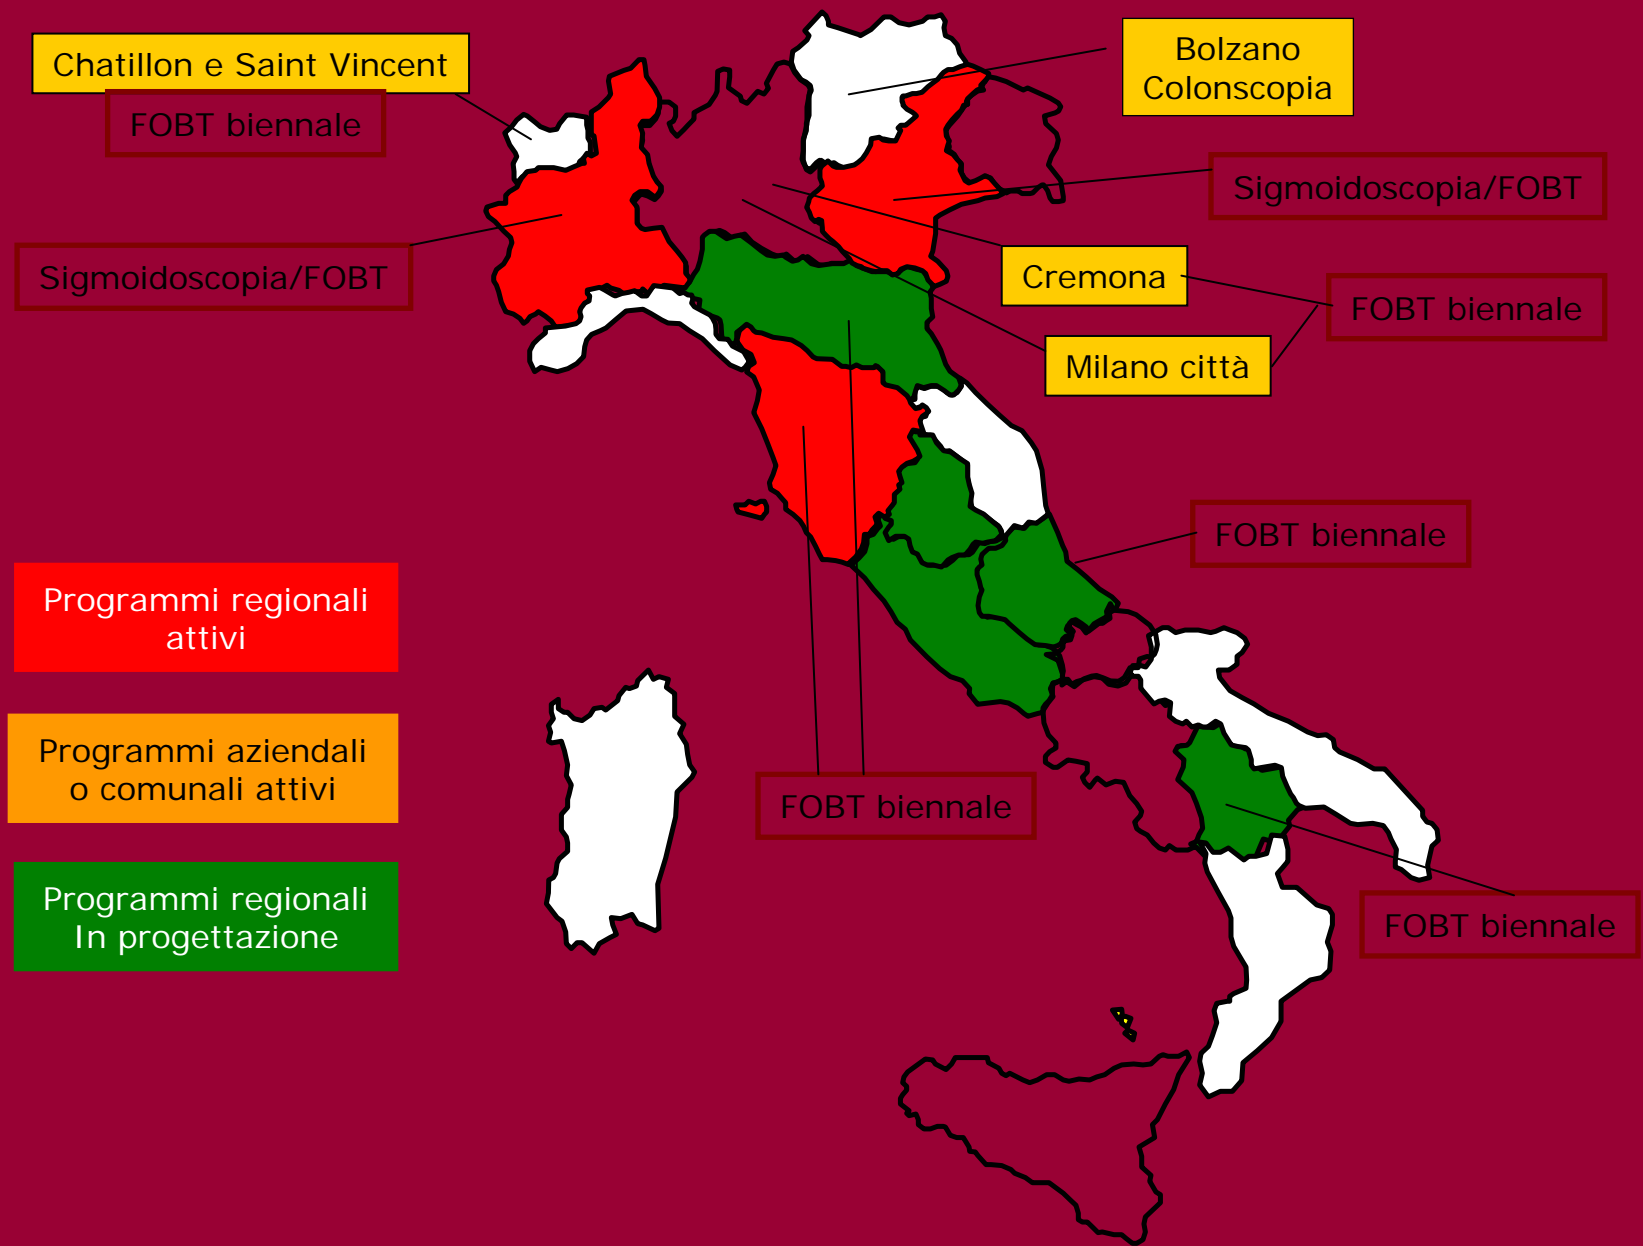 Chatillon e Saint Vincent
FOBT biennale
Sigmoidoscopia/FOBT
Bolzano
Colonscopia
Sigmoidoscopia/FOBT
Cremona
FOBT biennale
Milano città
FOBT biennale
Programmi regionali
attivi
Programmi aziendali
o comunali attivi
FOBT biennale
Programmi regionali
In progettazione
FOBT biennale